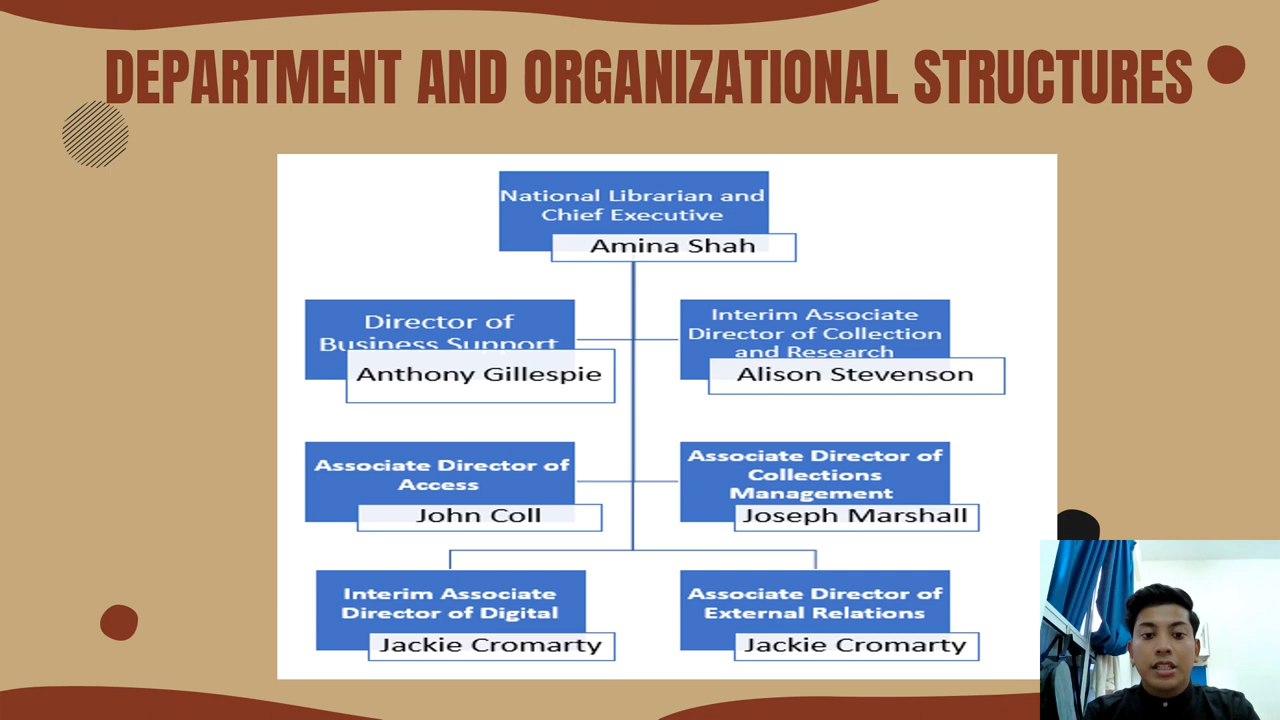 DEPARTMENT AND ORGANIZATIONAL STRUCTURES
National Librarian and
Chief Executive
Amina Shah
Director of
Business Support
Anthony Gillespie
Interim Associate
Director of Collection
and Research
Alison Stevenson
Associate Director of
Access
John Coll
Associate Director of
Collections
Management
Joseph Marshall
Interim Associate
Director of Digital
Jackie Cromarty
Associate Director of
External Relations
Jackie Cromarty